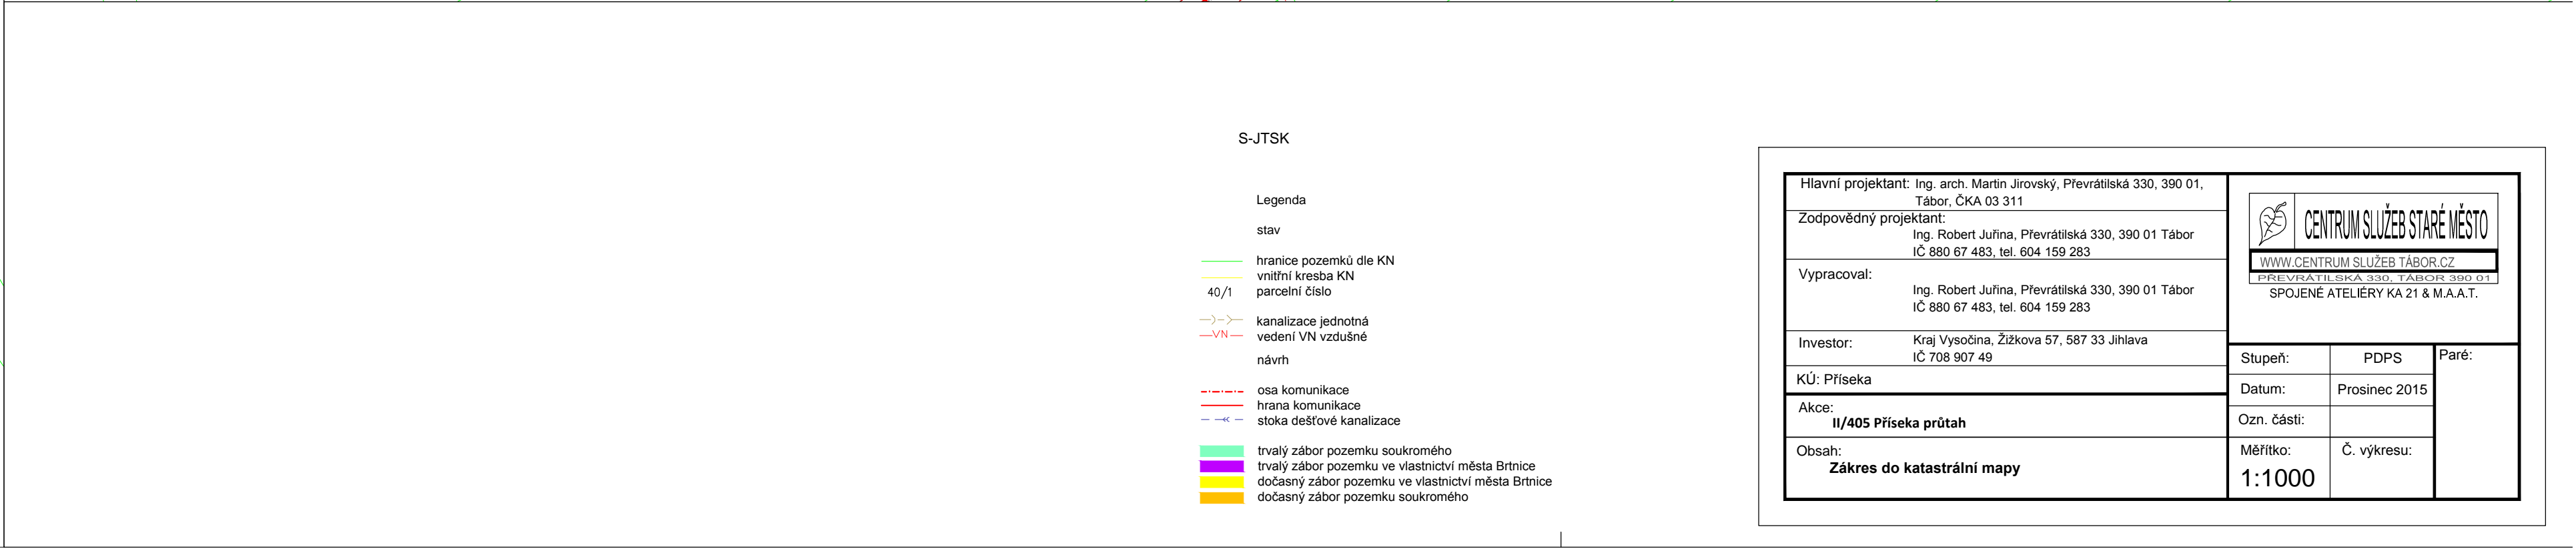 S-JTSK
Legenda
stav
hranice pozemků dle KN
vnitřní kresba KN
40/1 parcelní číslo
kanalizace jednotná
VN vedení VN vzdušné
návrh
osa komunikace
hrana komunikace
stoka dešťové kanalizace
trvalý zábor pozemku soukromého
trvalý zábor pozemku ve vlastnictví města Brtnice
dočasný zábor pozemku ve vlastnictví města Brtnice
dočasný zábor pozemku soukromého
Hlavní projektant: Ing. arch. Martin Jirovský, Převrátilská 330, 390 01,
Tábor, ČKA 03 311
Zodpovědný projektant:
Ing. Robert Juřina, Převrátilská 330, 390 01 Tábor
IČ 880 67 483, tel. 604 159 283
Vypracoval:
Ing. Robert Juřina, Převrátilská 330, 390 01 Tábor
IČ 880 67 483, tel. 604 159 283
Investor: Kraj Vysočina, Žižkova 57, 587 33 Jihlava
IČ 708 907 49
KÚ: Příseka
Akce:
II/405 Příseka průtah
Obsah:
Zákres do katastrální mapy
CENTRUM SLUŽEB STARÉ MĚSTO
WWW.CENTRUM SLUŽEB TÁBOR.CZ
PŘEVRÁTILSKÁ 330, TÁBOR 390 01
SPOJENÉ ATELIÉRY KA 21 & M.A.A.T.
Stupeň: PDPS Paré:
Datum: Prosinec 2015
Ozn. části:
Měřítko: Č. výkresu:
1:1000